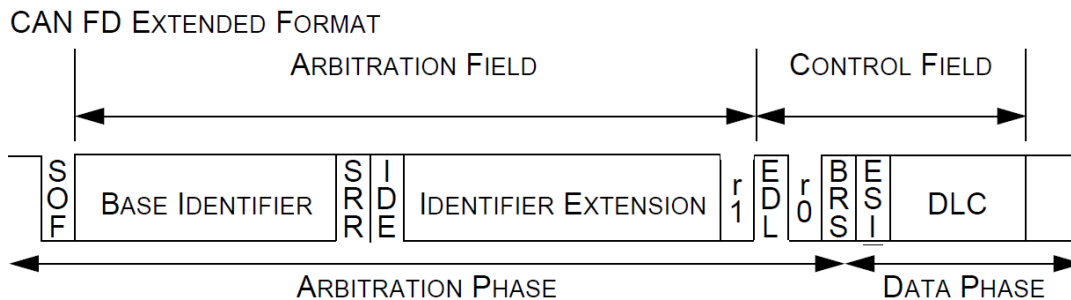 CAN FD EXTENDED FORMAT
ARBITRATION FIELD
CONTROL FIELD
SOF
BASE IDENTIFIER
SRR
IDE
IDENTIFIER EXTENSION
r1
EDL
r0
BRS
ESI
DLC
ARBITRATION PHASE
DATA PHASE